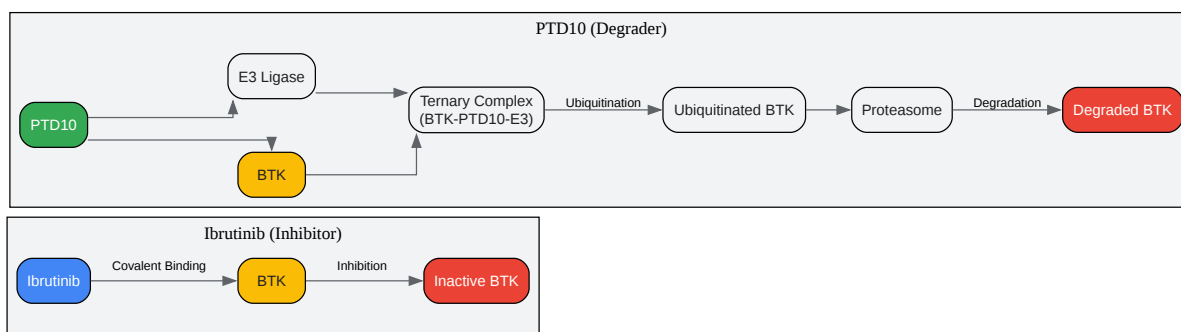 PTD10 (Degrader)
E3 Ligase
PTD10
Ternary Complex
(BTK-PTD10-E3)
Ubiquitination
Ubiquitinated BTK
Proteasome
Degradation
Degraded BTK
BTK
Ibrutinib (Inhibitor)
Ibrutinib
Covalent Binding
BTK
Inhibition
Inactive BTK